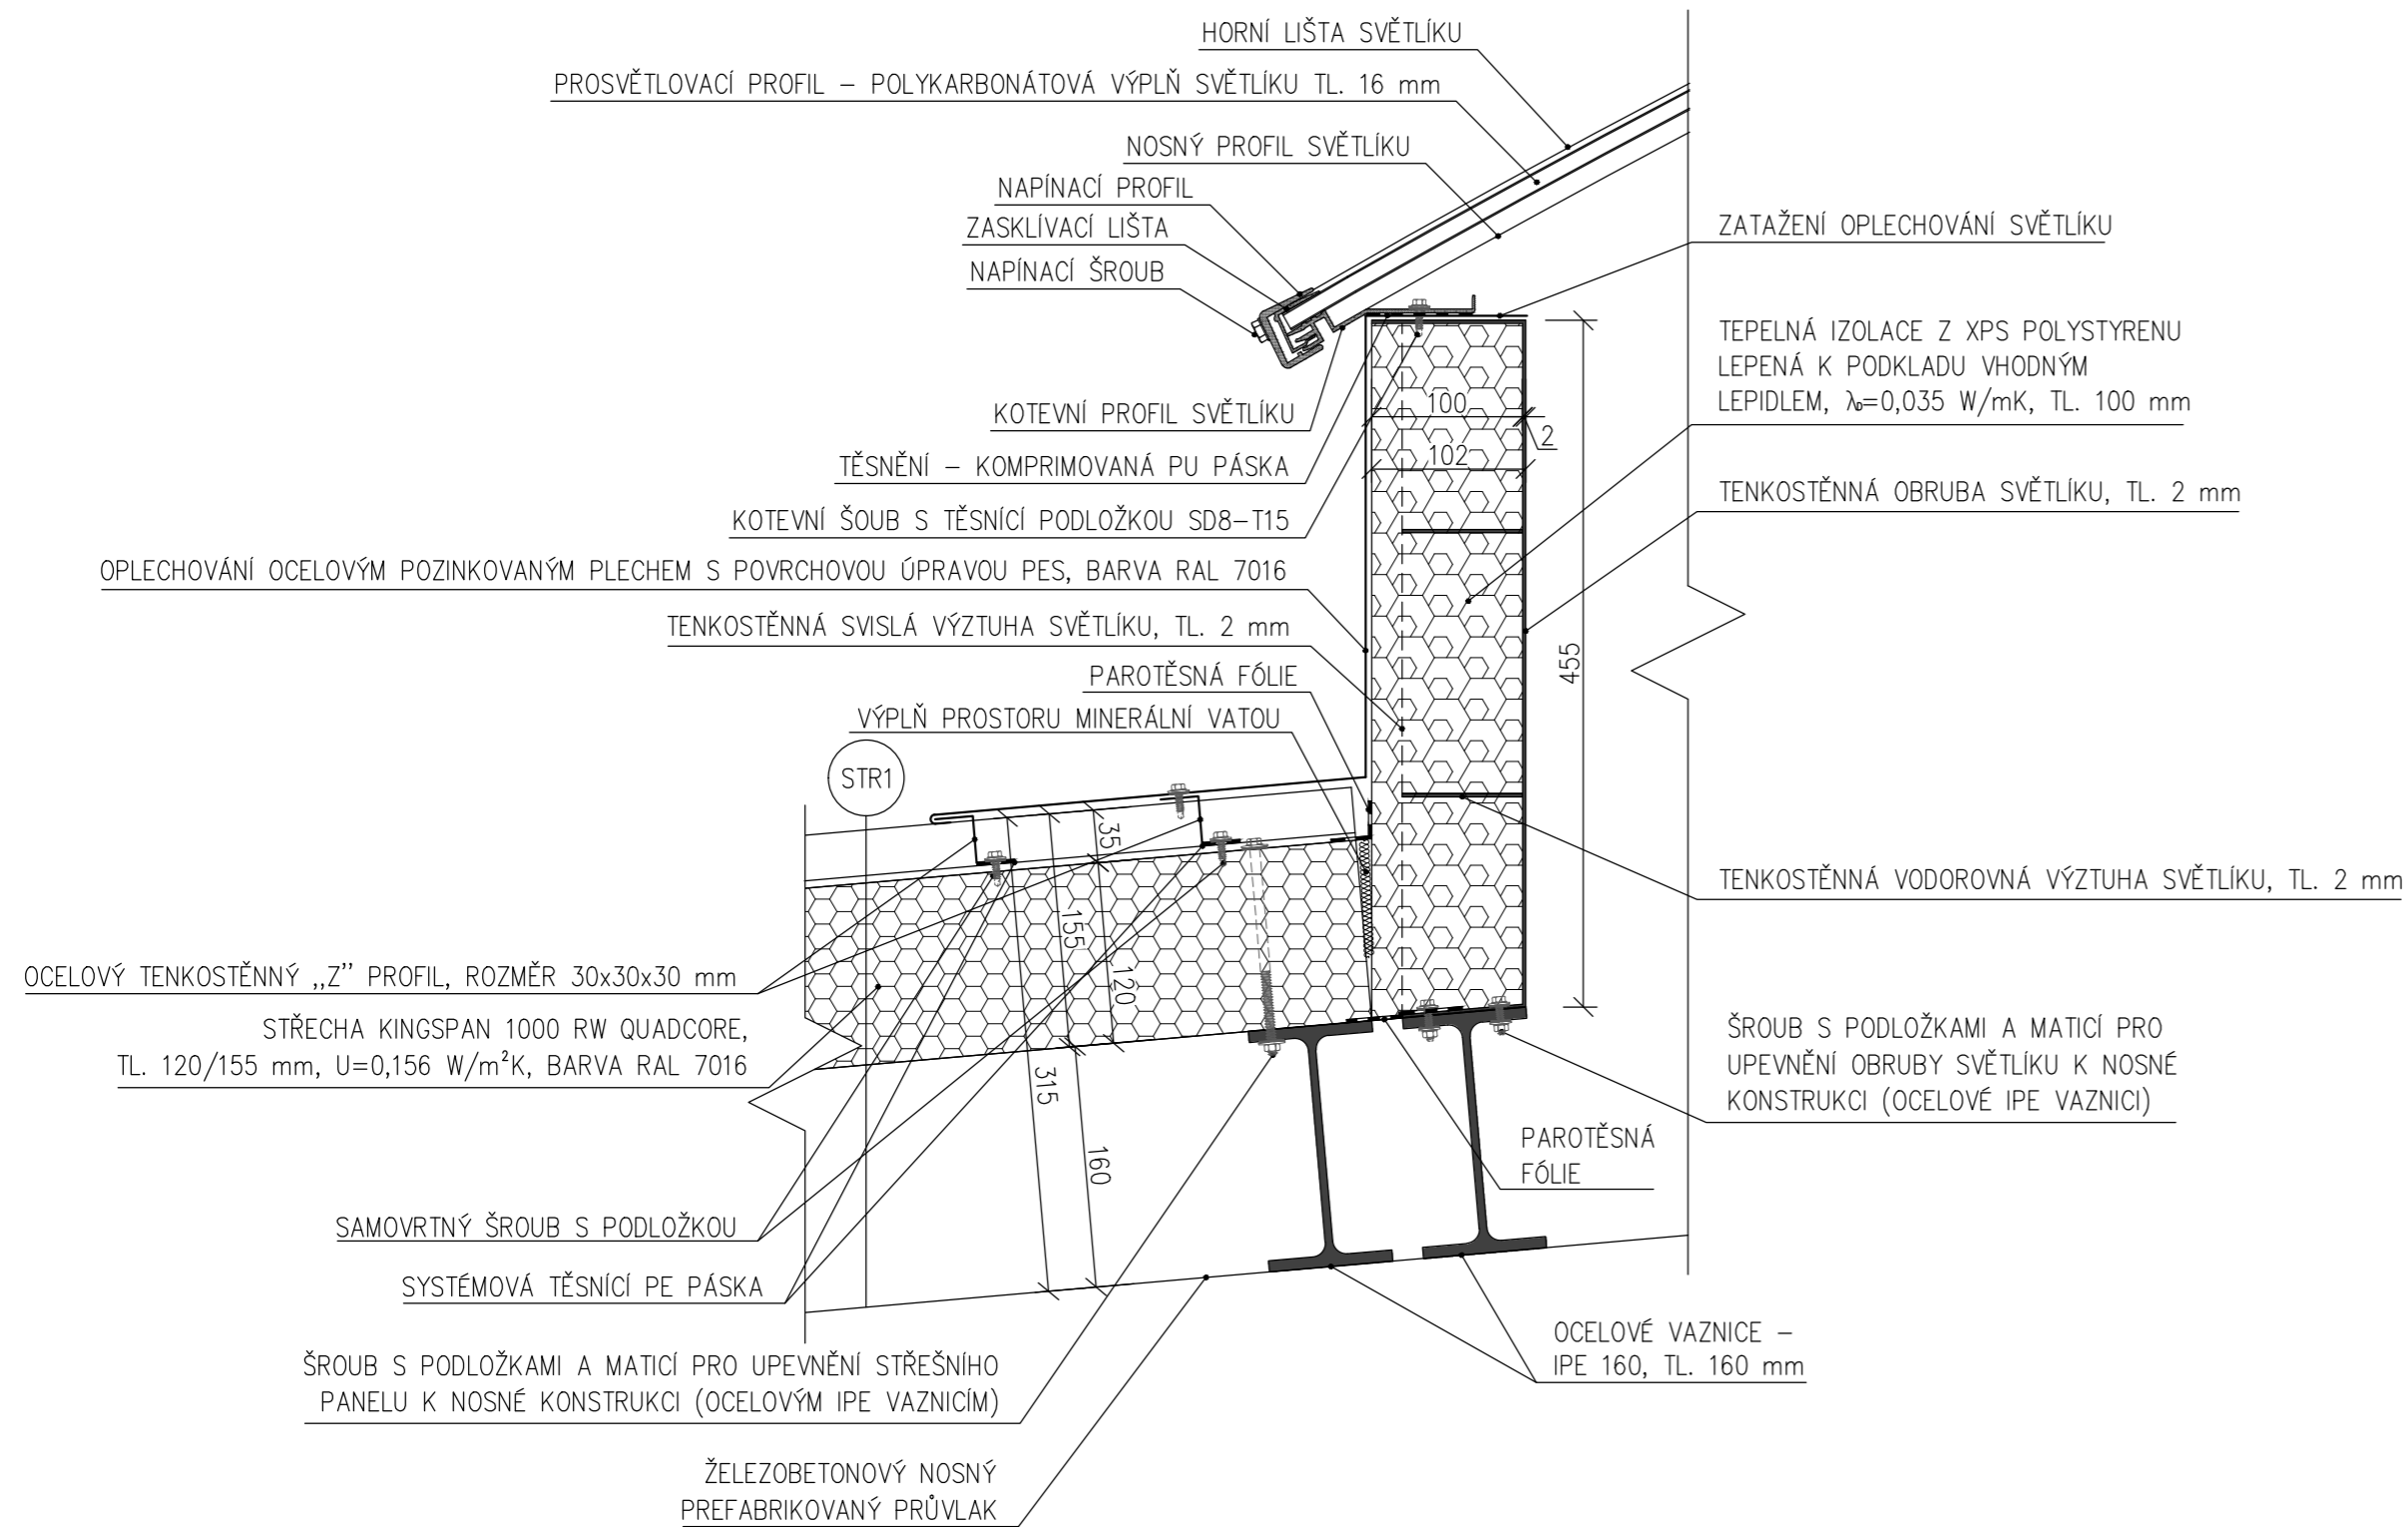 HORNÍ LIŠTA SVĚTLÍKU
PROSVĚTLOVACÍ PROFIL – POLYKARBONÁTOVÁ VÝPLŇ SVĚTLÍKU TL. 16 mm
NOSNÝ PROFIL SVĚTLÍKU
NAPÍNACÍ PROFIL
ZASKLÍVACÍ LIŠTA
NAPÍNACÍ ŠROUB
KOTEVNÍ PROFIL SVĚTLÍKU
TĚSNĚNÍ – KOMPRIMOVANÁ PU PÁSKA
KOTEVNÍ ŠOUB S TĚSNÍCÍ PODLOŽKOU SD8–T15
OPLECHOVÁNÍ OCELOVÝM POZINKOVANÝM PLECHEM S POVRCHOVOU ÚPRAVOU PES, BARVA RAL 7016
TENKOSTĚNNÁ SVISLÁ VÝZTUHA SVĚTLÍKU, TL. 2 mm
PAROTĚSNÁ FÓLIE
VÝPLŇ PROSTORU MINERÁLNÍ VATOU
STR1
OCELOVÝ TENKOSTĚNNÝ ,,Z'' PROFIL, ROZMĚR 30x30x30 mm
STŘECHA KINGSPAN 1000 RW QUADCORE,
TL. 120/155 mm, U=0,156 W/m²K, BARVA RAL 7016
SAMOVRTNÝ ŠROUB S PODLOŽKOU
SYSTÉMOVÁ TĚSNÍCÍ PE PÁSKA
ŠROUB S PODLOŽKAMI A MATICÍ PRO UPEVNĚNÍ STŘEŠNÍHO
PANELU K NOSNÉ KONSTRUKCI (OCELOVÝM IPE VAZNICÍM)
ŽELEZOBETONOVÝ NOSNÝ
PREFABRIKOVANÝ PRŮVLAK
35
155
120
315
160
100
2
102
455
ZATAŽENÍ OPLECHOVÁNÍ SVĚTLÍKU
TEPELNÁ IZOLACE Z XPS POLYSTYRENU
LEPENÁ K PODKLADU VHODNÝM
LEPIDLEM, λD=0,035 W/mK, TL. 100 mm
TENKOSTĚNNÁ OBRUBA SVĚTLÍKU, TL. 2 mm
TENKOSTĚNNÁ VODOROVNÁ VÝZTUHA SVĚTLÍKU, TL. 2 mm
ŠROUB S PODLOŽKAMI A MATICÍ PRO
UPEVNĚNÍ OBRUBY SVĚTLÍKU K NOSNÉ
KONSTRUKCI (OCELOVÉ IPE VAZNICI)
PAROTĚSNÁ
FÓLIE
OCELOVÉ VAZNICE –
IPE 160, TL. 160 mm